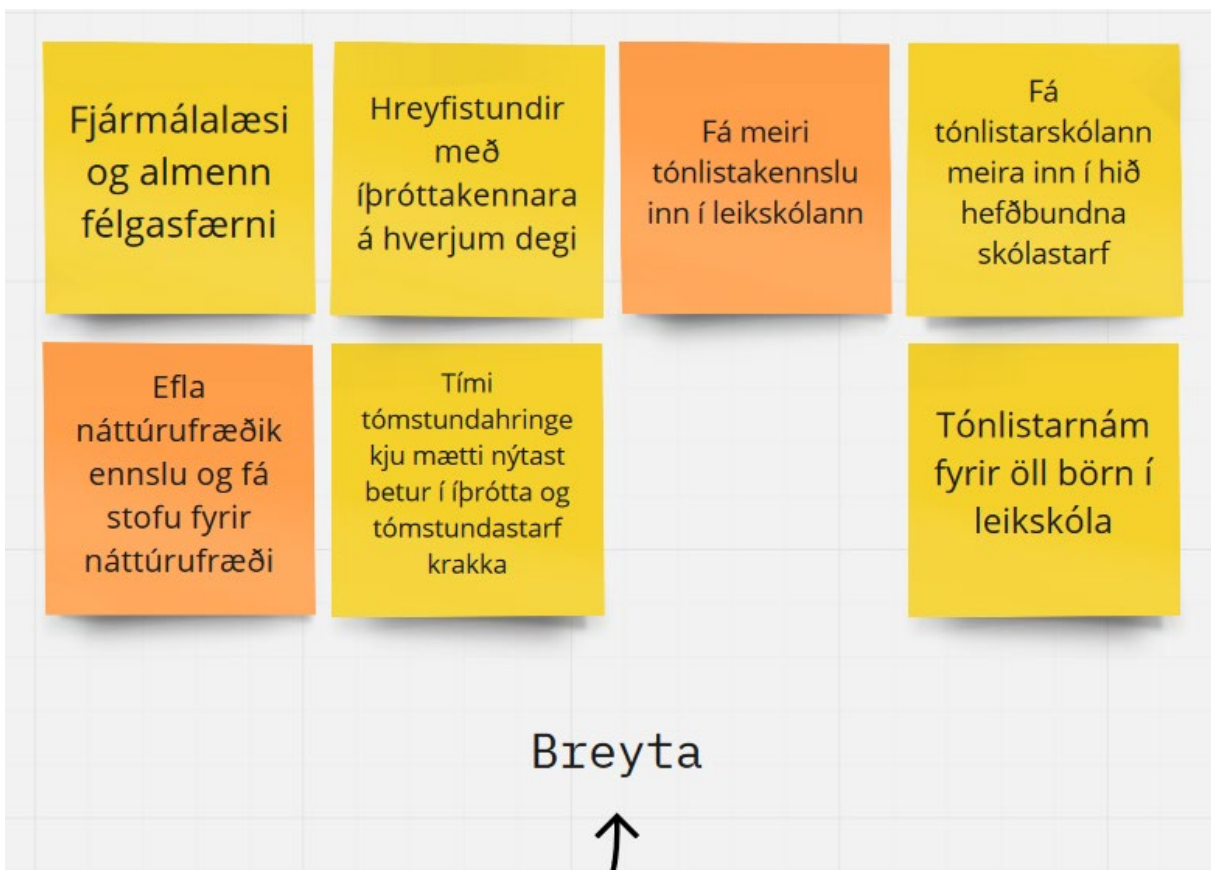 Fjármálalæsi
og almenn
félgasfærni
Hreyfistundir
með
íþróttakennara
á hverjum degi
Fá meiri
tónlistakennslu
inn í leikskólann
Fá
tónlistarskólann
meira inn í hið
hefðbundna
skólastarf
Efla
náttúrufræðik
ennslu og fá
stofu fyrir
náttúrufræði
Tími
tómstundahringe
kju mætti nýtast
betur í íþrótta og
tómstundastarf
krakka
Tónlistarnám
fyrir öll börn í
leikskóla
Breyta